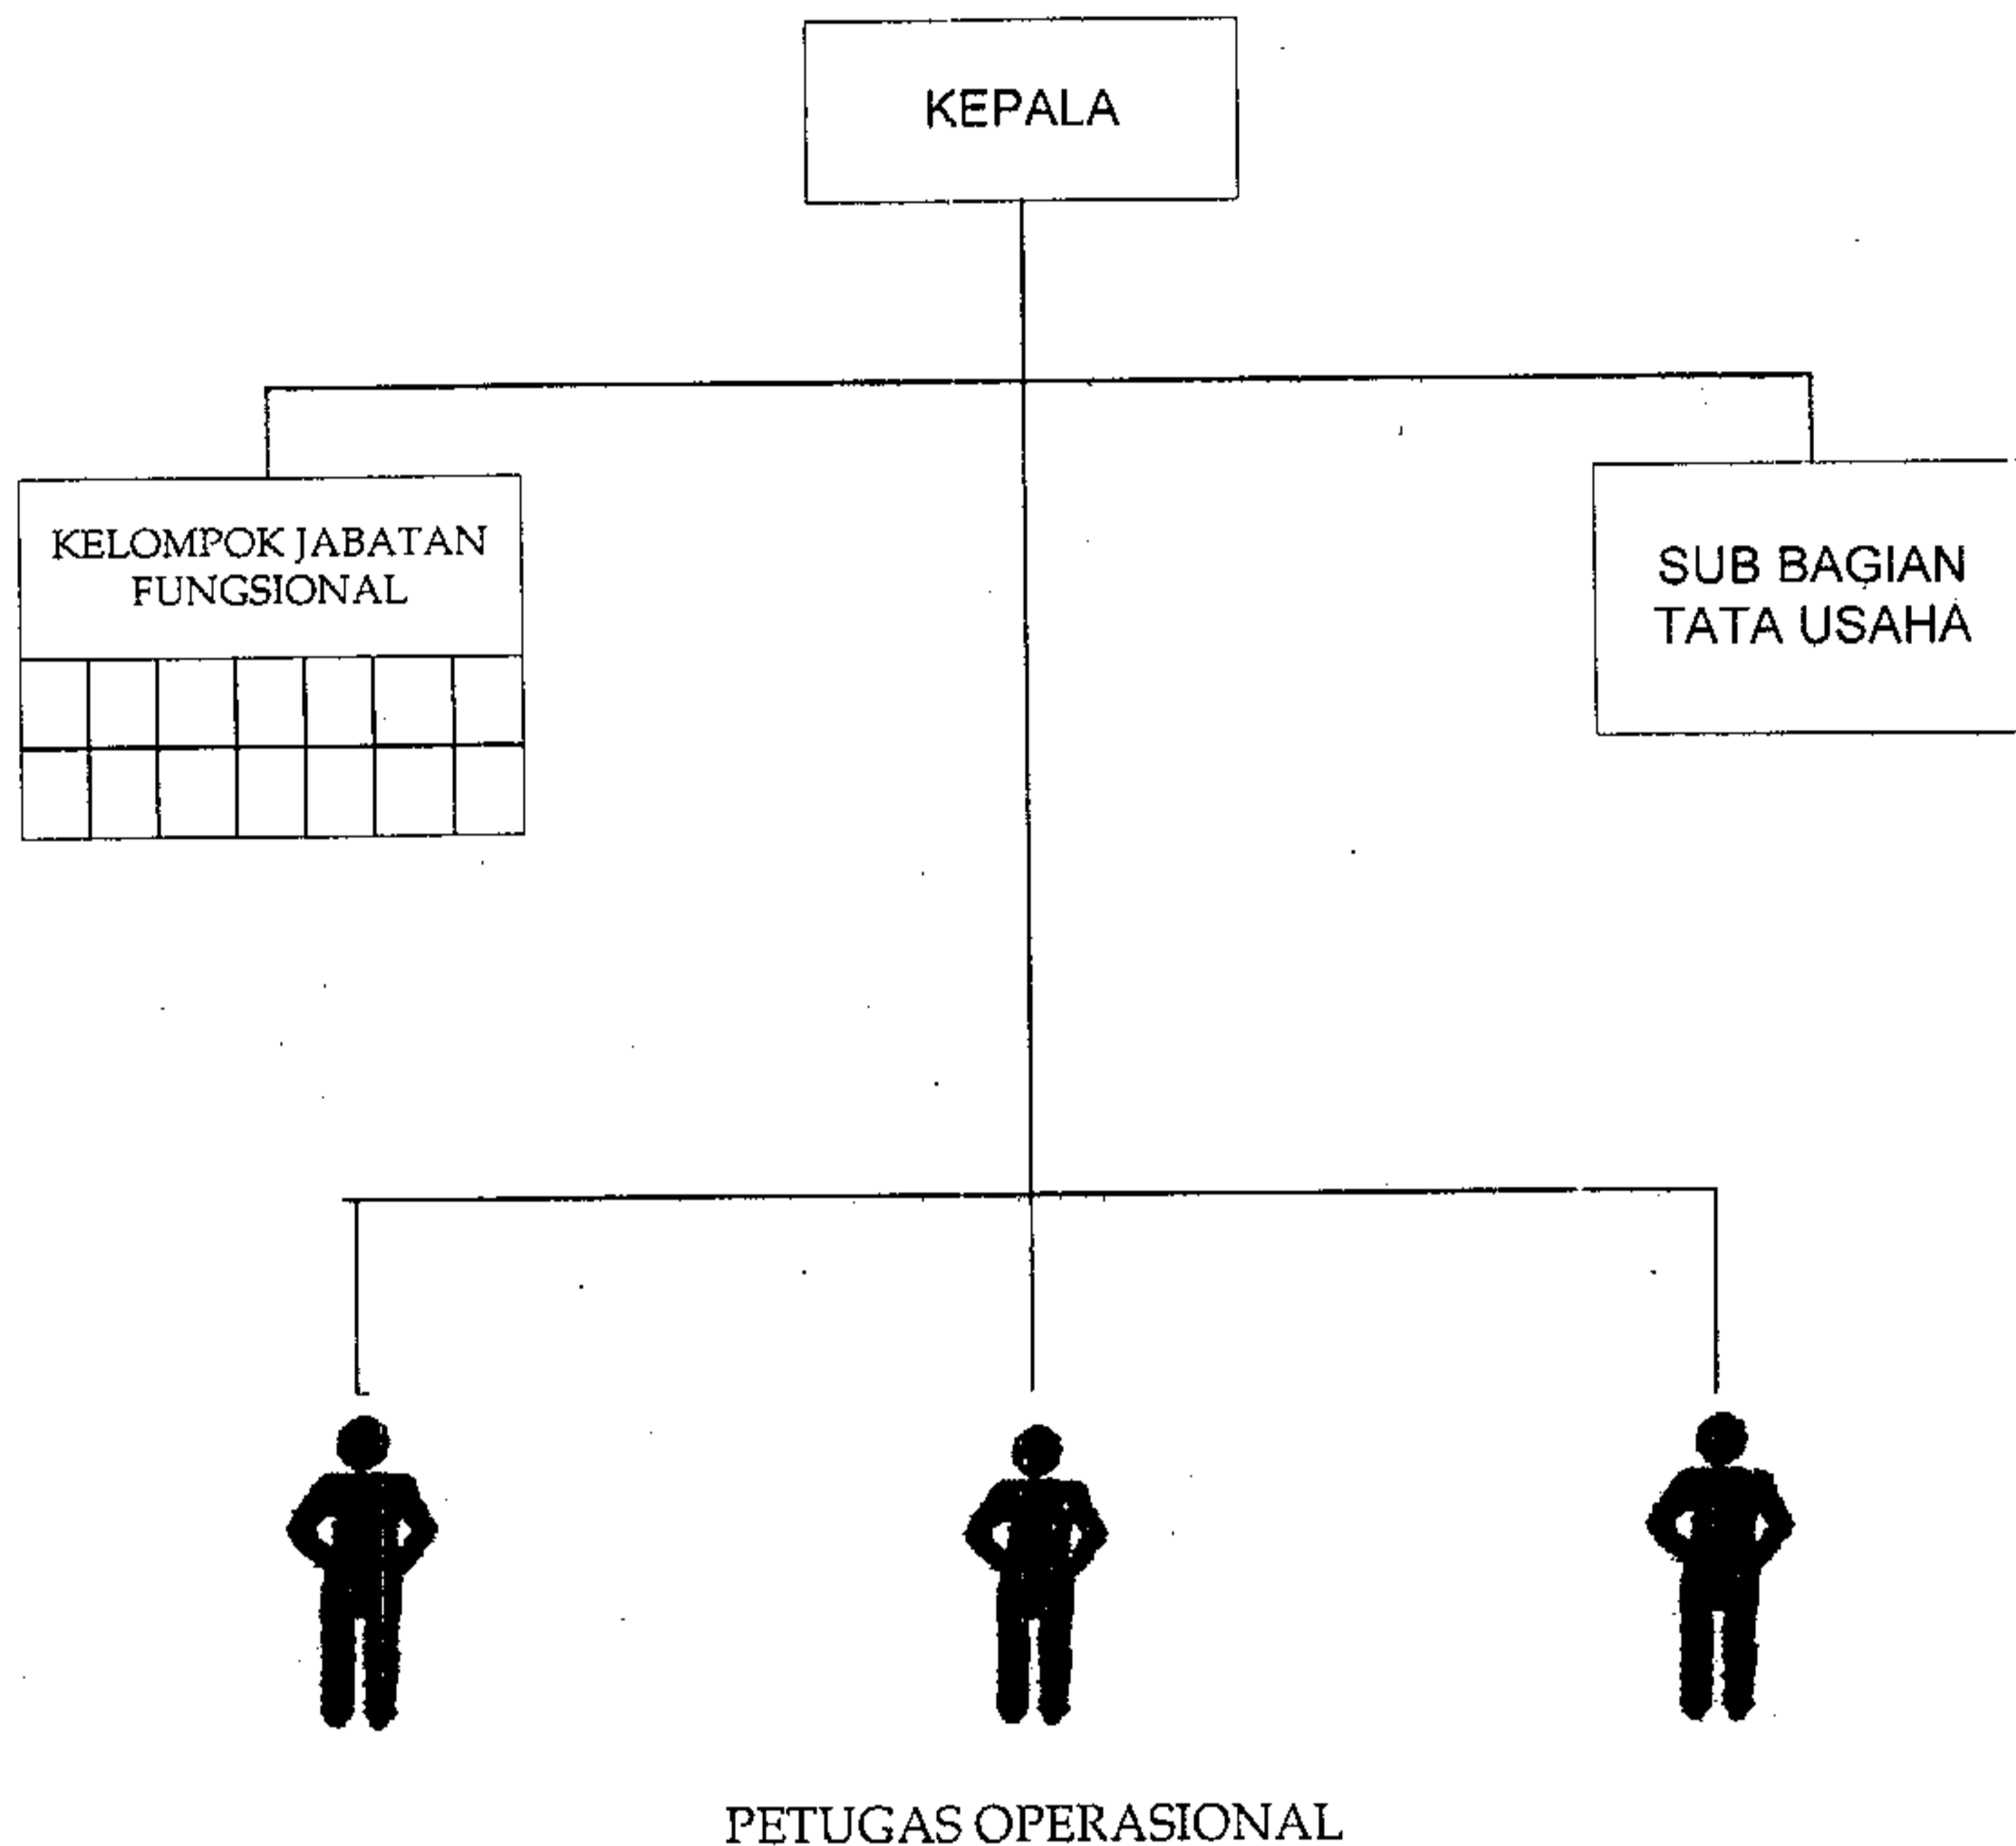 KEPALA
KELOMPOK JABATAN
FUNGSIONAL
SUB BAGIAN
TATA USAHA
PETUGAS OPERASIONAL